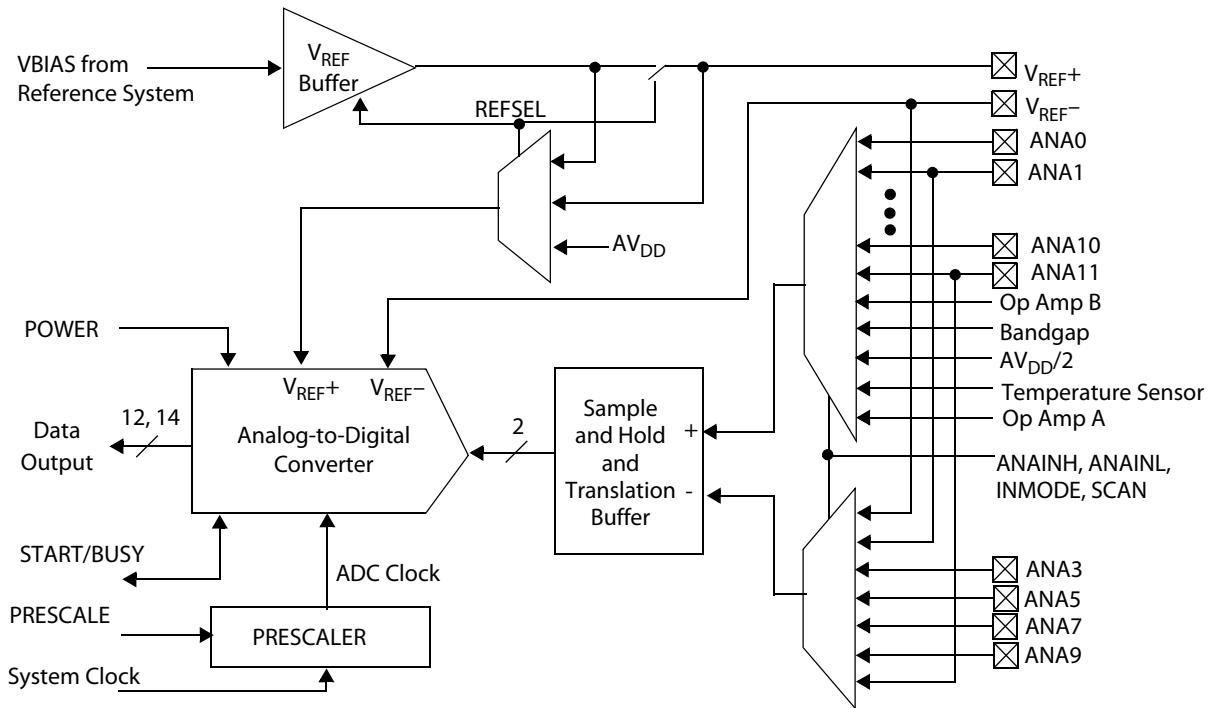 VBIAS from
Reference System
VREF
Buffer
REFSEL
VREF+
VREF–
ANA0
ANA1
ANA10
ANA11
Op Amp B
Bandgap
AVDD/2
Temperature Sensor
Op Amp A
ANAINH, ANAINL,
INMODE, SCAN
ANA3
ANA5
ANA7
ANA9
AVDD
POWER
VREF+
VREF–
Analog-to-Digital
Converter
12, 14
Data
Output
2
Sample
and Hold
and
Translation
Buffer
+
-
START/BUSY
ADC Clock
PRESCALE
PRESCALER
System Clock